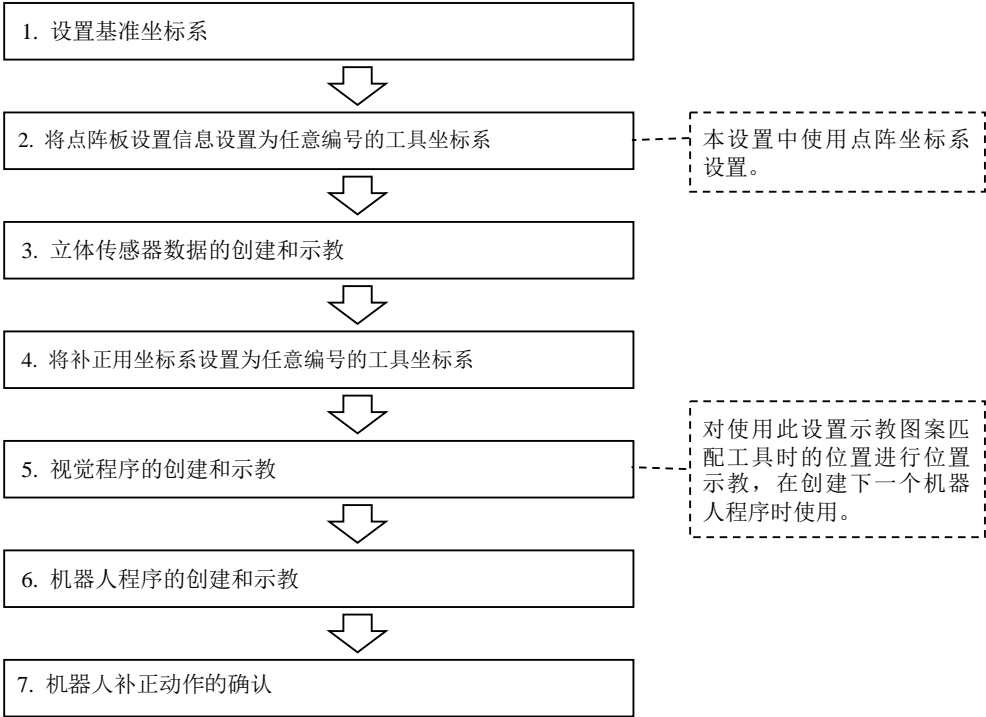 1. 设置基准坐标系
2. 将点阵板设置信息设置为任意编号的工具坐标系
本设置中使用点阵坐标系
设置。
3. 立体传感器数据的创建和示教
4. 将补正用坐标系设置为任意编号的工具坐标系
5. 视觉程序的创建和示教
对使用此设置示教图案匹
配工具时的位置进行位置
示教，在创建下一个机器
人程序时使用。
6. 机器人程序的创建和示教
7. 机器人补正动作的确认